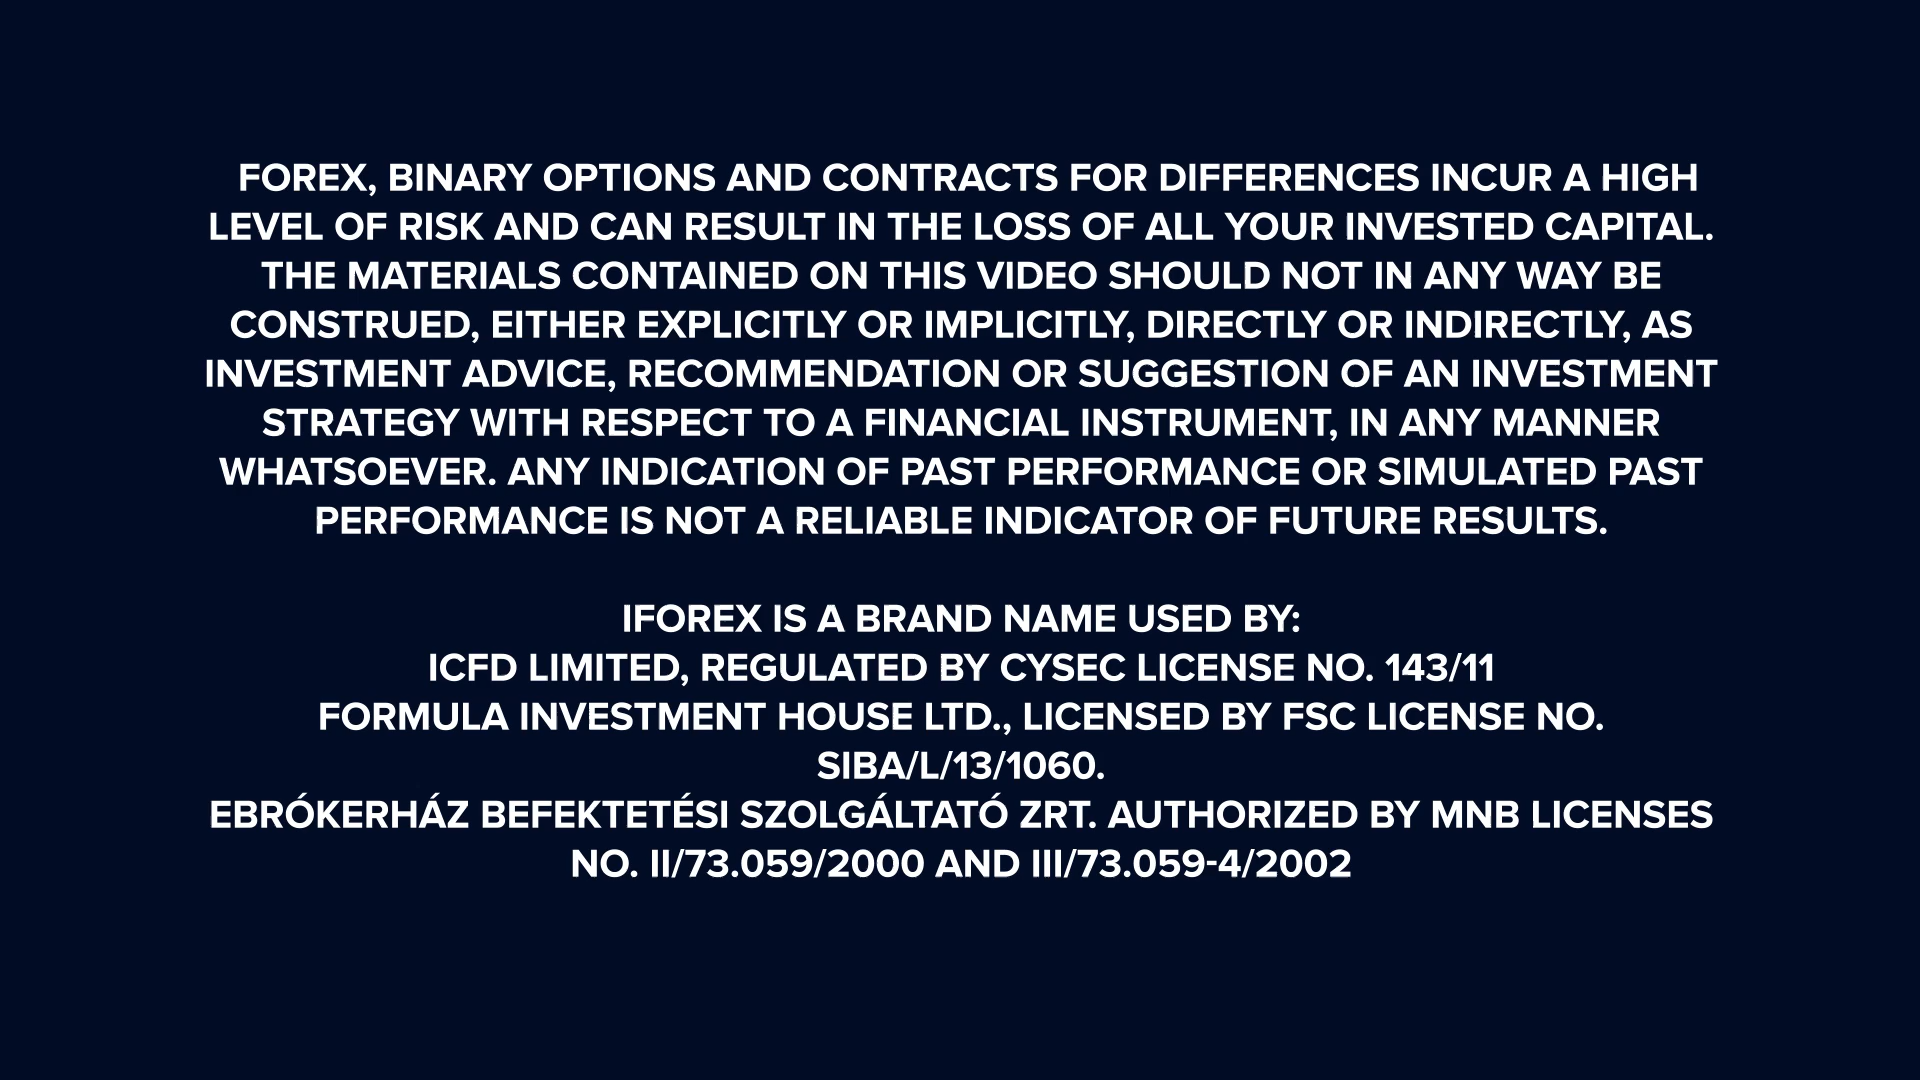 FOREX, BINARY OPTIONS AND CONTRACTS FOR DIFFERENCES INCUR A HIGH
LEVEL OF RISK AND CAN RESULT IN THE LOSS OF ALL YOUR INVESTED CAPITAL.
THE MATERIALS CONTAINED ON THIS VIDEO SHOULD NOT IN ANY WAY BE
CONSTRUED, EITHER EXPLICITLY OR IMPLICITLY, DIRECTLY OR INDIRECTLY, AS
INVESTMENT ADVICE, RECOMMENDATION OR SUGGESTION OF AN INVESTMENT
STRATEGY WITH RESPECT TO A FINANCIAL INSTRUMENT, IN ANY MANNER
WHATSOEVER. ANY INDICATION OF PAST PERFORMANCE OR SIMULATED PAST
PERFORMANCE IS NOT A RELIABLE INDICATOR OF FUTURE RESULTS.
IFOREX IS A BRAND NAME USED BY:
ICFD LIMITED, REGULATED BY CYSEC LICENSE NO. 143/11
FORMULA INVESTMENT HOUSE LTD., LICENSED BY FSC LICENSE NO.
SIBA/L/13/1060.
EBRÓKERHÁZ BEFEKTETÉSI SZOLGÁLTATÓ ZRT. AUTHORIZED BY MNB LICENSES
NO. II/73.059/2000 AND III/73.059-4/2002